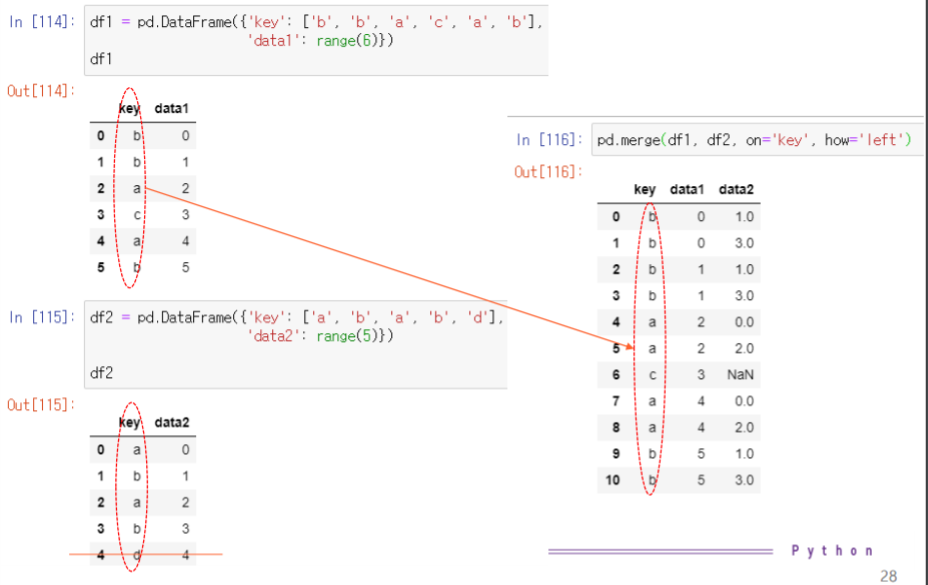 In [114]: df1 = pd.DataFrame({'key': ['b', 'b', 'a', 'c', 'a', 'b'],
'data1': range(6)})
df1
Out[114]:
key data1
0 b 0
1 b 1
2 a 2
3 c 3
4 a 4
5 b 5
In [115]: df2 = pd.DataFrame({'key': ['a', 'b', 'a', 'b', 'd'],
'data2': range(5)})
df2
Out[115]:
key data2
0 a 0
1 b 1
2 a 2
3 b 3
4 d 4
In [116]: pd.merge(df1, df2, on='key', how='left')
Out[116]:
key data1 data2
0 b 0 1.0
1 b 0 3.0
2 b 1 1.0
3 b 1 3.0
4 a 2 0.0
5 a 2 2.0
6 c 3 NaN
7 a 4 0.0
8 a 4 2.0
9 b 5 1.0
10 b 5 3.0
Python
28